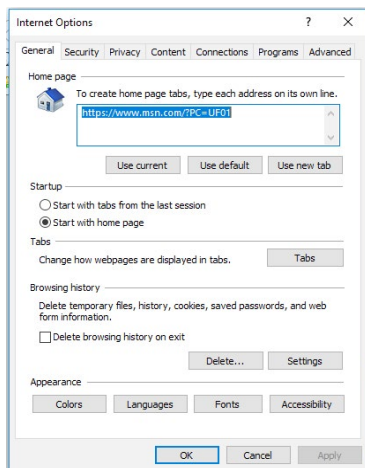 Internet Options
General Security Privacy Content Connections Programs Advanced
Home page
To create home page tabs, type each address on its own line.
https://www.msn.com/?PC=UF01
Use current Use default Use new tab
Startup
Start with tabs from the last session
Start with home page
Tabs
Change how webpages are displayed in tabs. Tabs
Browsing history
Delete temporary files, history, cookies, saved passwords, and web
form information.
Delete browsing history on exit
Delete... Settings
Appearance
Colors Languages Fonts Accessibility
OK Cancel Apply